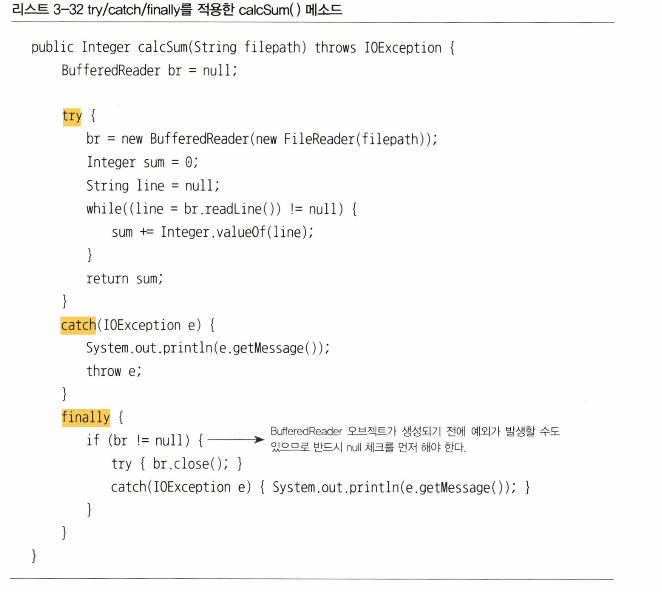 리스트 3-32 try/catch/finally를 적용한 calcSum( ) 메소드
public Integer calcSum(String filepath) throws IOException {
BufferedReader br = null;
try {
br = new BufferedReader(new FileReader(filepath));
Integer sum = 0;
String line = null;
while((line = br.readLine()) != null) {
sum += Integer.valueOf(line);
}
return sum;
}
catch(IOException e) {
System.out.println(e.getMessage());
throw e;
}
finally {
if (br != null) {
BufferedReader 오브젝트가 생성되기 전에 예외가 발생할 수도
있으므로 반드시 null 체크를 먼저 해야 한다.
try { br.close(); }
catch(IOException e) { System.out.println(e.getMessage()); }
}
}
}